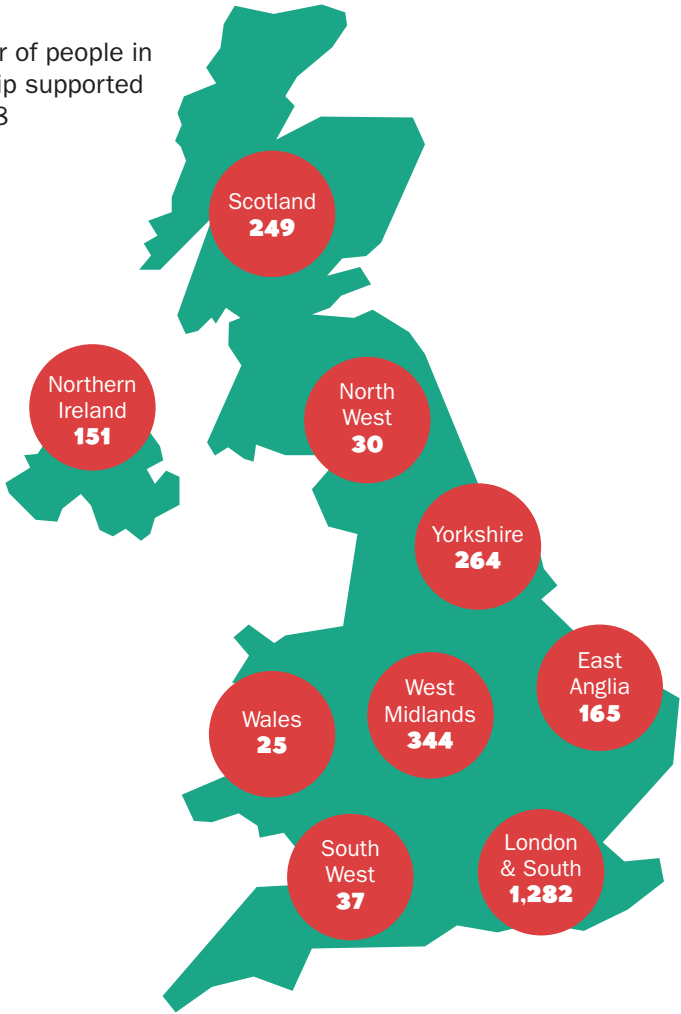 r of people in
ip supported
8
Scotland
249
Northern
Ireland
151
North
West
30
Yorkshire
264
East
Anglia
165
West
Midlands
344
Wales
25
South
West
37
London
& South
1,282